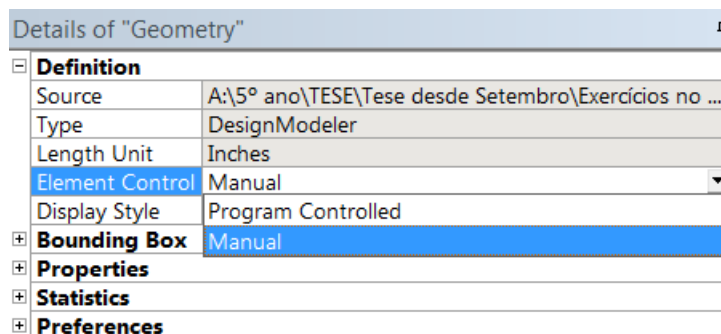 Details of "Geometry"
Definition
Source A:\5º ano\TESE\Tese desde Setembro\Exercícios no ...
Type DesignModeler
Length Unit Inches
Element Control Manual
Display Style Program Controlled
Bounding Box Manual
Properties
Statistics
Preferences